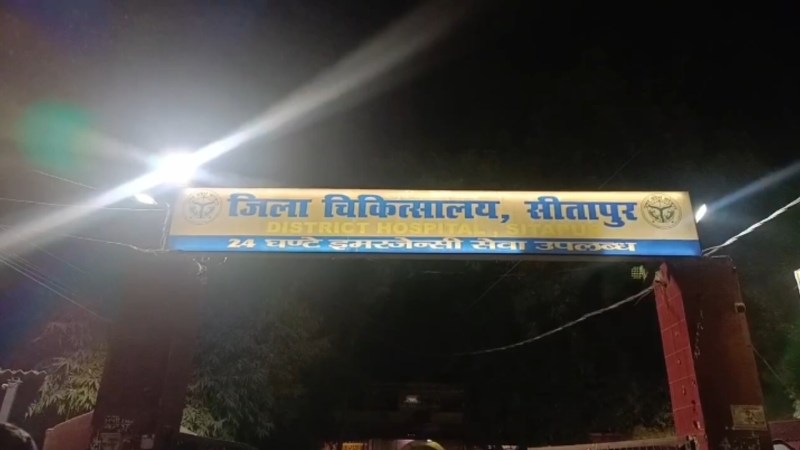 जिला चिकित्सालय, सीतापुर
DISTRICT HOSPITAL, SITAPUR
24 घण्टे इमरजेन्सी सेवा उपलब्ध